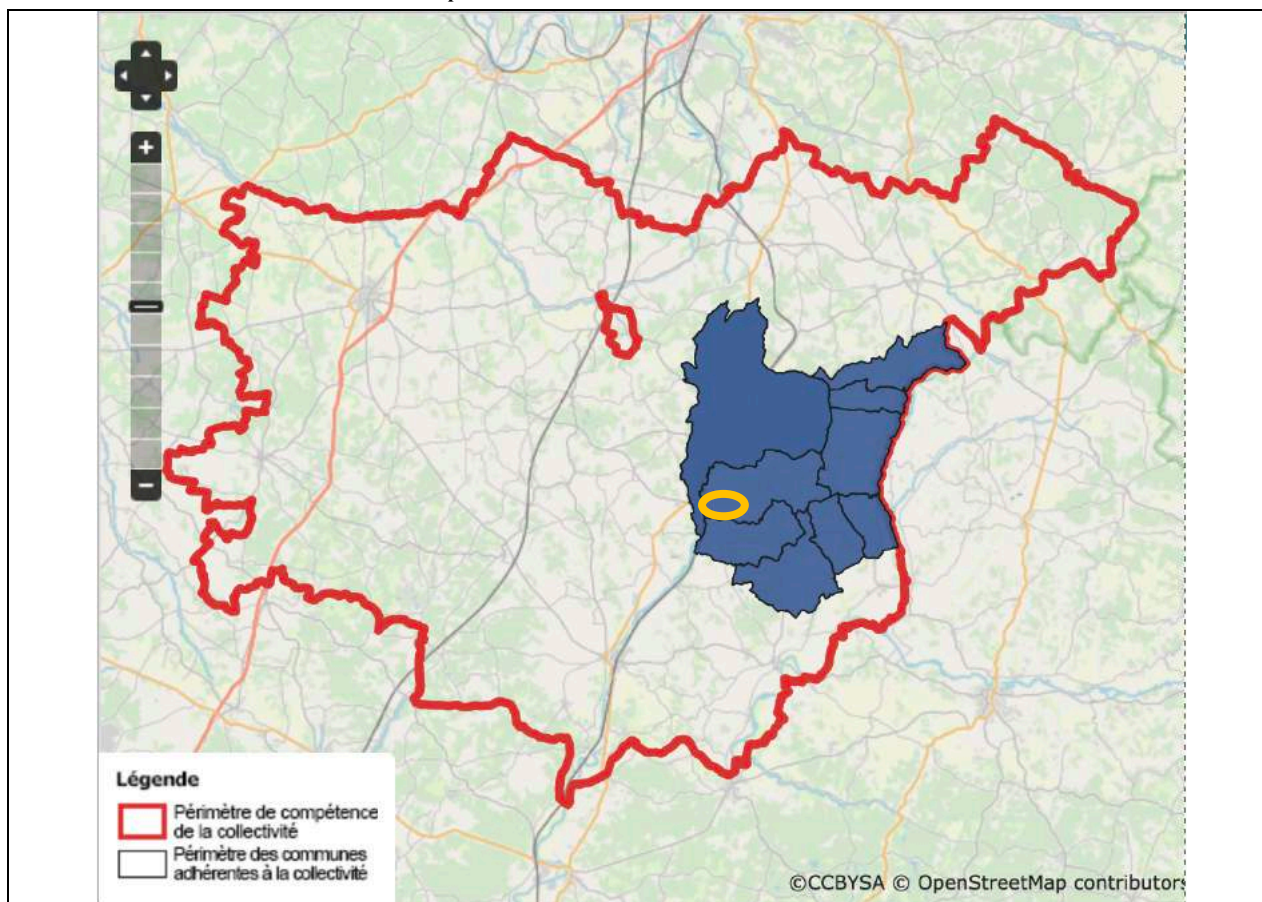 Légende
Périmètre de compétence
de la collectivité
Périmètre des communes
adhérentes à la collectivité
©CCBYSA © OpenStreetMap contributors